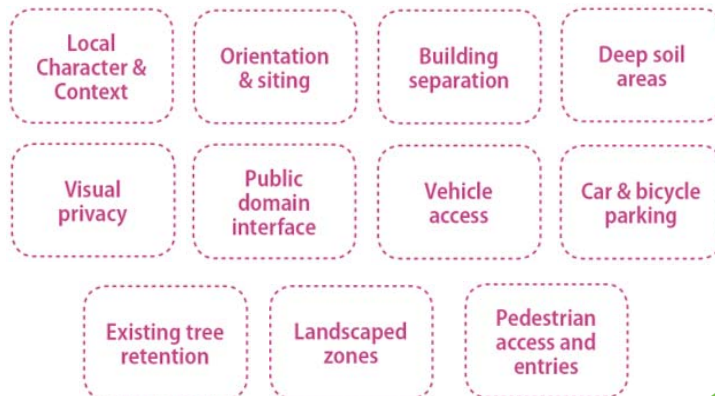 Local
Character &
Context
Orientation
& siting
Building
separation
Deep soil
areas
Visual
privacy
Public
domain
interface
Vehicle
access
Car & bicycle
parking
Existing tree
retention
Landscaped
zones
Pedestrian
access and
entries